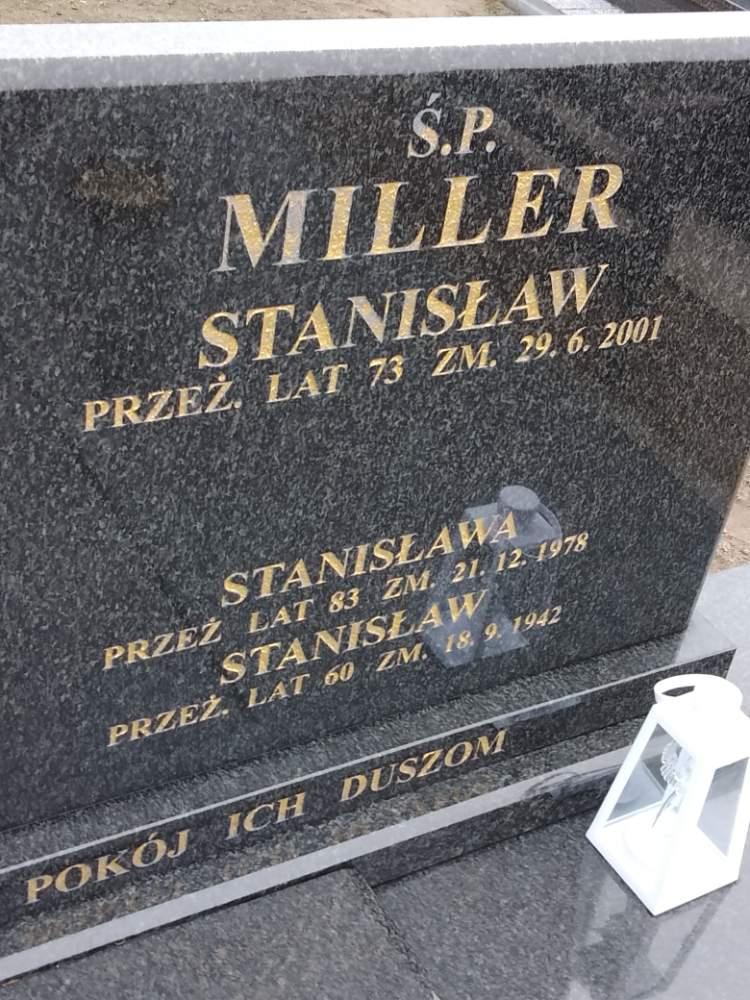 Ś.P.
MILLER
STANISŁAW
PRZEŻ. LAT 73 ZM. 29.6.2001
STANISŁAWA
PRZEŻ LAT 83 ZM. 21.12.1978
STANISŁAW
PRZEŻ. LAT 60 ZM. 18.9.1942
POKÓJ ICH DUSZOM